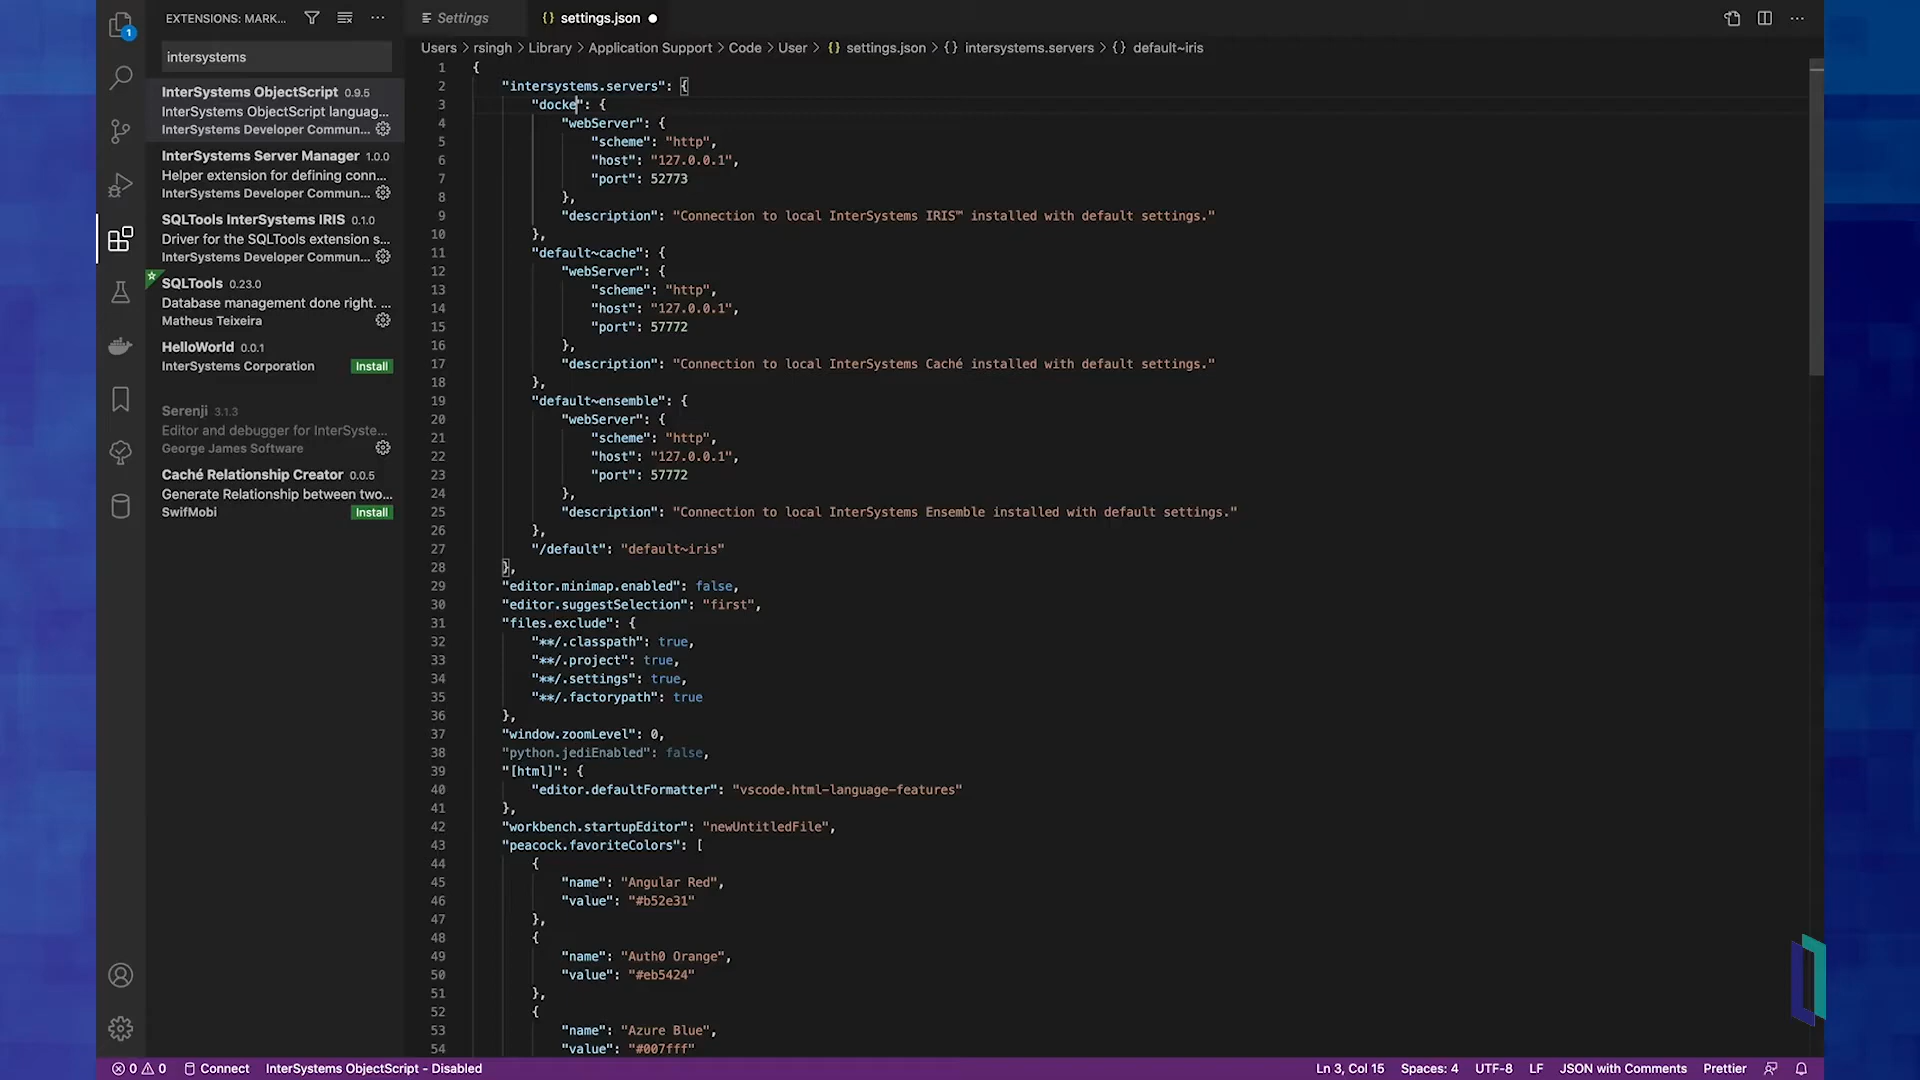 EXTENSIONS: MARK...
Settings
{} settings.json
1
intersystems
Users > rsingh > Library > Application Support > Code > User > {} settings.json > {} intersystems.servers > {} default~iris
InterSystems ObjectScript 0.9.5
InterSystems ObjectScript languag...
InterSystems Developer Commun...
InterSystems Server Manager 1.0.0
Helper extension for defining conn...
InterSystems Developer Commun...
SQLTools InterSystems IRIS 0.1.0
Driver for the SQLTools extension s...
InterSystems Developer Commun...
SQLTools 0.23.0
Database management done right. ...
Matheus Teixeira
HelloWorld 0.0.1
InterSystems Corporation Install
Serenji 3.1.3
Editor and debugger for InterSyste...
George James Software
Caché Relationship Creator 0.0.5
Generate Relationship between two...
SwifMobi Install
1 {
2 "intersystems.servers": {
3 "docke": {
4 "webServer": {
5 "scheme": "http",
6 "host": "127.0.0.1",
7 "port": 52773
8 },
9 "description": "Connection to local InterSystems IRIS™ installed with default settings."
10 },
11 "default~cache": {
12 "webServer": {
13 "scheme": "http",
14 "host": "127.0.0.1",
15 "port": 57772
16 },
17 "description": "Connection to local InterSystems Caché installed with default settings."
18 },
19 "default~ensemble": {
20 "webServer": {
21 "scheme": "http",
22 "host": "127.0.0.1",
23 "port": 57772
24 },
25 "description": "Connection to local InterSystems Ensemble installed with default settings."
26 },
27 "/default": "default~iris"
28 },
29 "editor.minimap.enabled": false,
30 "editor.suggestSelection": "first",
31 "files.exclude": {
32 "**/.classpath": true,
33 "**/.project": true,
34 "**/.settings": true,
35 "**/.factorypath": true
36 },
37 "window.zoomLevel": 0,
38 "python.jediEnabled": false,
39 "[html]": {
40 "editor.defaultFormatter": "vscode.html-language-features"
41 },
42 "workbench.startupEditor": "newUntitledFile",
43 "peacock.favoriteColors": [
44 {
45 "name": "Angular Red",
46 "value": "#b52e31"
47 },
48 {
49 "name": "Auth0 Orange",
50 "value": "#eb5424"
51 },
52 {
53 "name": "Azure Blue",
54 "value": "#007fff"
0 0 Connect InterSystems ObjectScript - Disabled Ln 3, Col 15 Spaces: 4 UTF-8 LF JSON with Comments Prettier